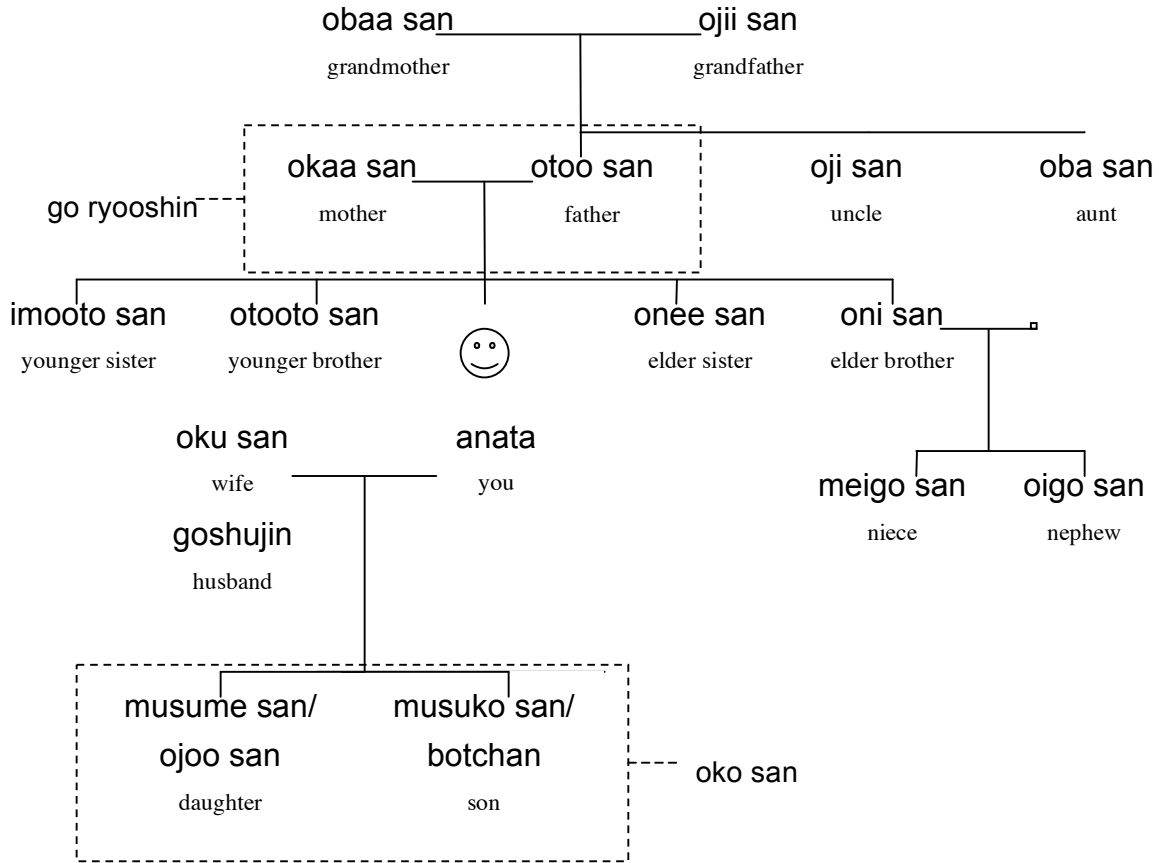 obaa san ojii san
grandmother grandfather
okaa san otoo san oji san oba san
go ryooshin
mother father uncle aunt
imooto san otooto san onee san oni san
younger sister younger brother elder sister elder brother
oku san anata
wife you
meigo san oigo san
goshujin
niece nephew
husband
musume san/ musuko san/
ojoo san botchan
oko san
daughter son